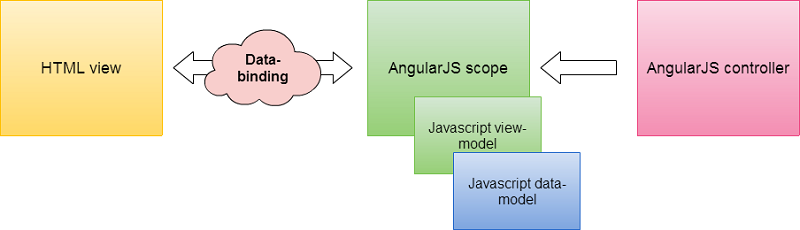 HTML view
Data-
binding
AngularJS scope
AngularJS controller
Javascript view-
model
Javascript data-
model